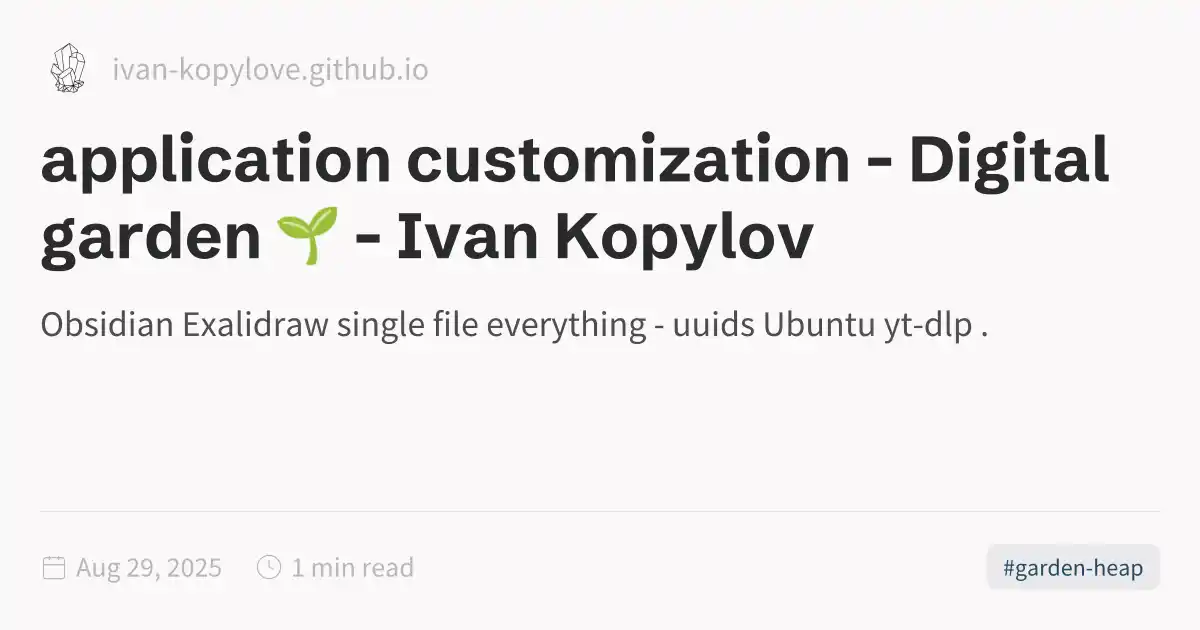 ivan-kopylove.github.io
application customization - Digital
garden 🌱 - Ivan Kopylov
Obsidian Exalidraw single file everything - uuids Ubuntu yt-dlp .
Aug 29, 2025 1 min read #garden-heap